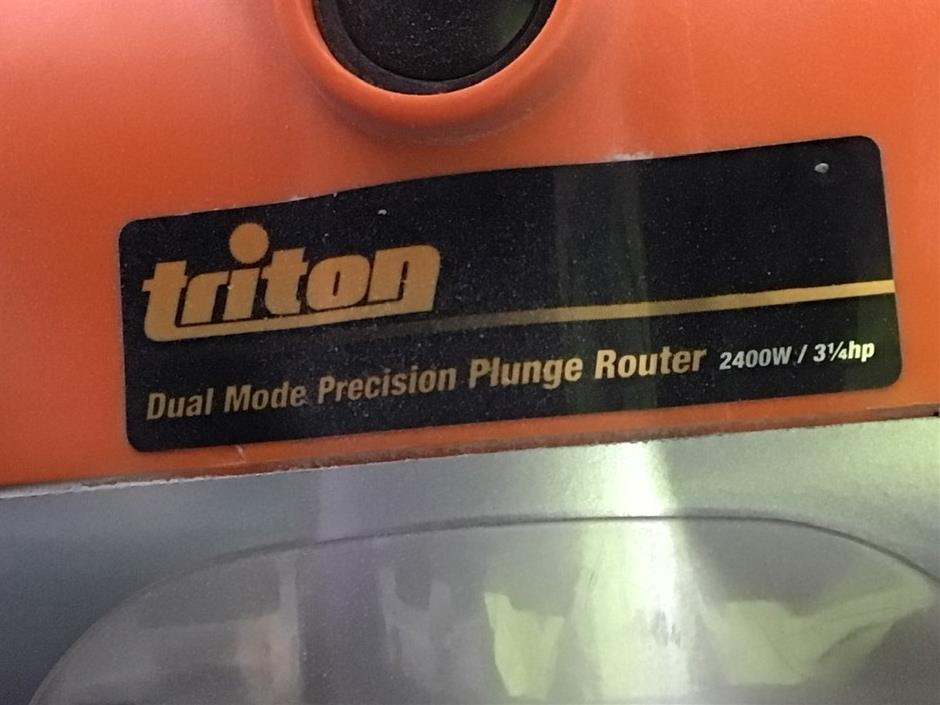 triton
Dual Mode Precision Plunge Router 2400W / 3¼hp